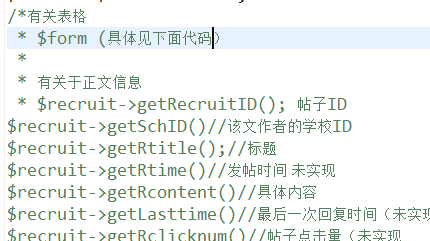 /*有关表格
* $form (具体见下面代码)
*
* 有关于正文信息
* $recruit->getRecruitID(); 帖子ID
$recruit->getSchID()//该文作者的学校ID
$recruit->getRtitle();//标题
$recruit->getRtime()//发帖时间 未实现
$recruit->getRcontent()//具体内容
$recruit->getLasttime()//最后一次回复时间（未实现
$recruit->getRclicknum()//帖子点击量（未实现